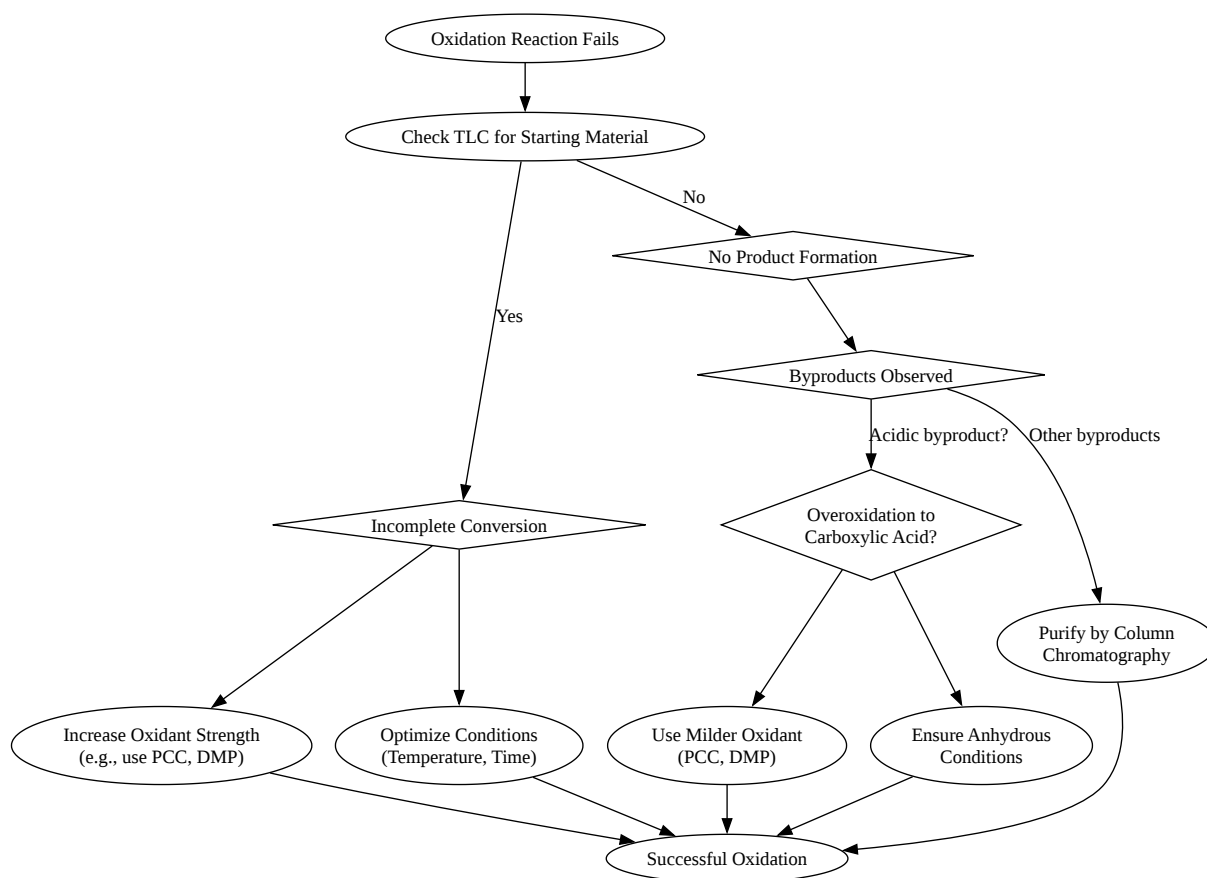 Oxidation Reaction Fails
Check TLC for Starting Material
No
No Product Formation
Yes
Byproducts Observed
Acidic byproduct?
Other byproducts
Incomplete Conversion
Overoxidation to
Carboxylic Acid?
Purify by Column
Chromatography
Increase Oxidant Strength
(e.g., use PCC, DMP)
Optimize Conditions
(Temperature, Time)
Use Milder Oxidant
(PCC, DMP)
Ensure Anhydrous
Conditions
Successful Oxidation